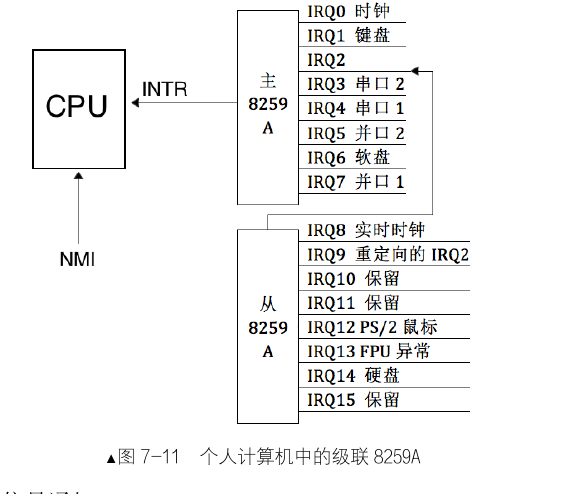 IRQ0 时钟
IRQ1 键盘
IRQ2
IRQ3 串口 2
IRQ4 串口 1
IRQ5 并口 2
IRQ6 软盘
IRQ7 并口 1
主
8259
A
INTR
CPU
NMI
IRQ8 实时时钟
IRQ9 重定向的 IRQ2
IRQ10 保留
IRQ11 保留
IRQ12 PS/2 鼠标
IRQ13 FPU 异常
IRQ14 硬盘
IRQ15 保留
从
8259
A
▲图 7-11 个人计算机中的级联 8259A